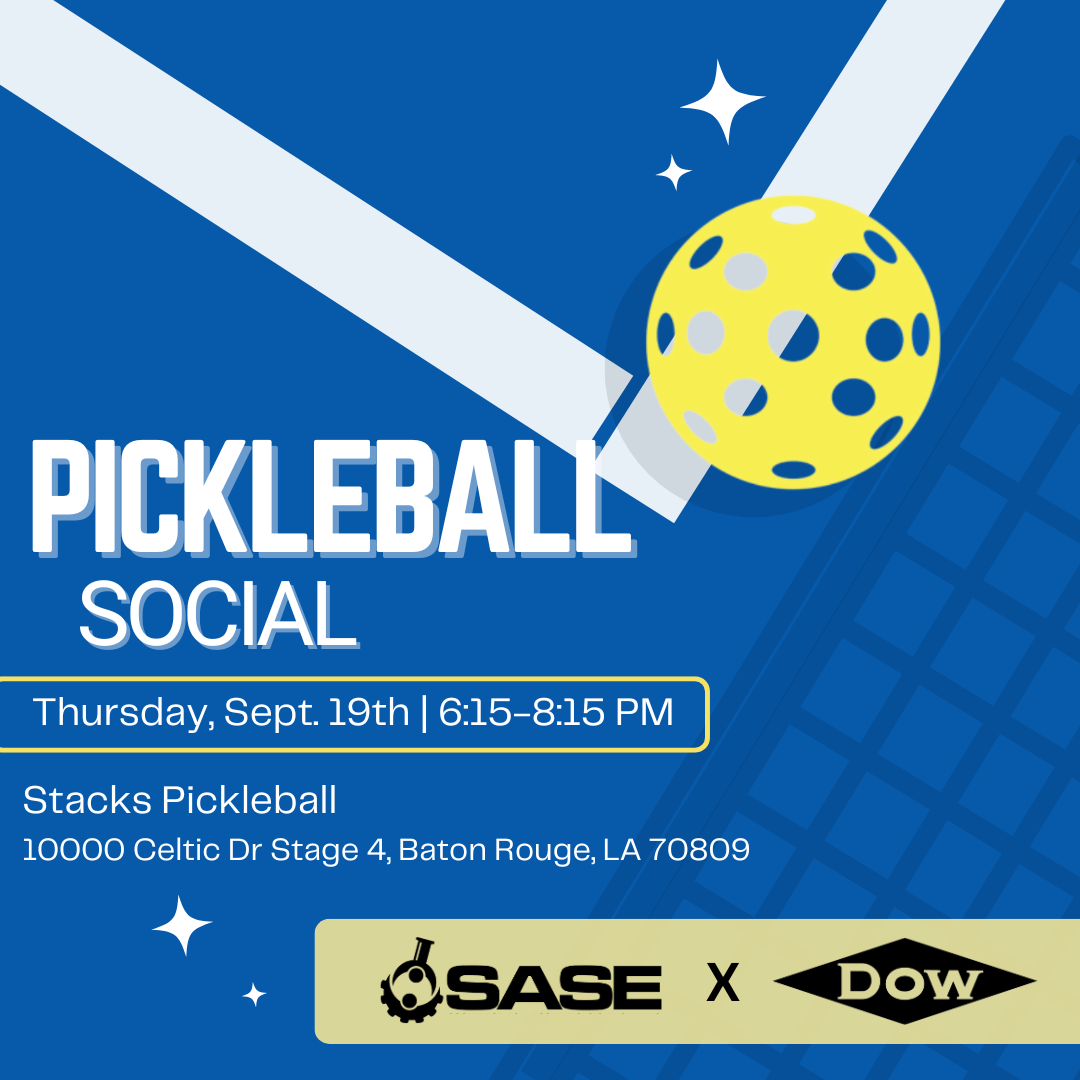 PICKLEBALL
SOCIAL
Thursday, Sept. 19th | 6:15-8:15 PM
Stacks Pickleball
10000 Celtic Dr Stage 4, Baton Rouge, LA 70809
SASE X DOW